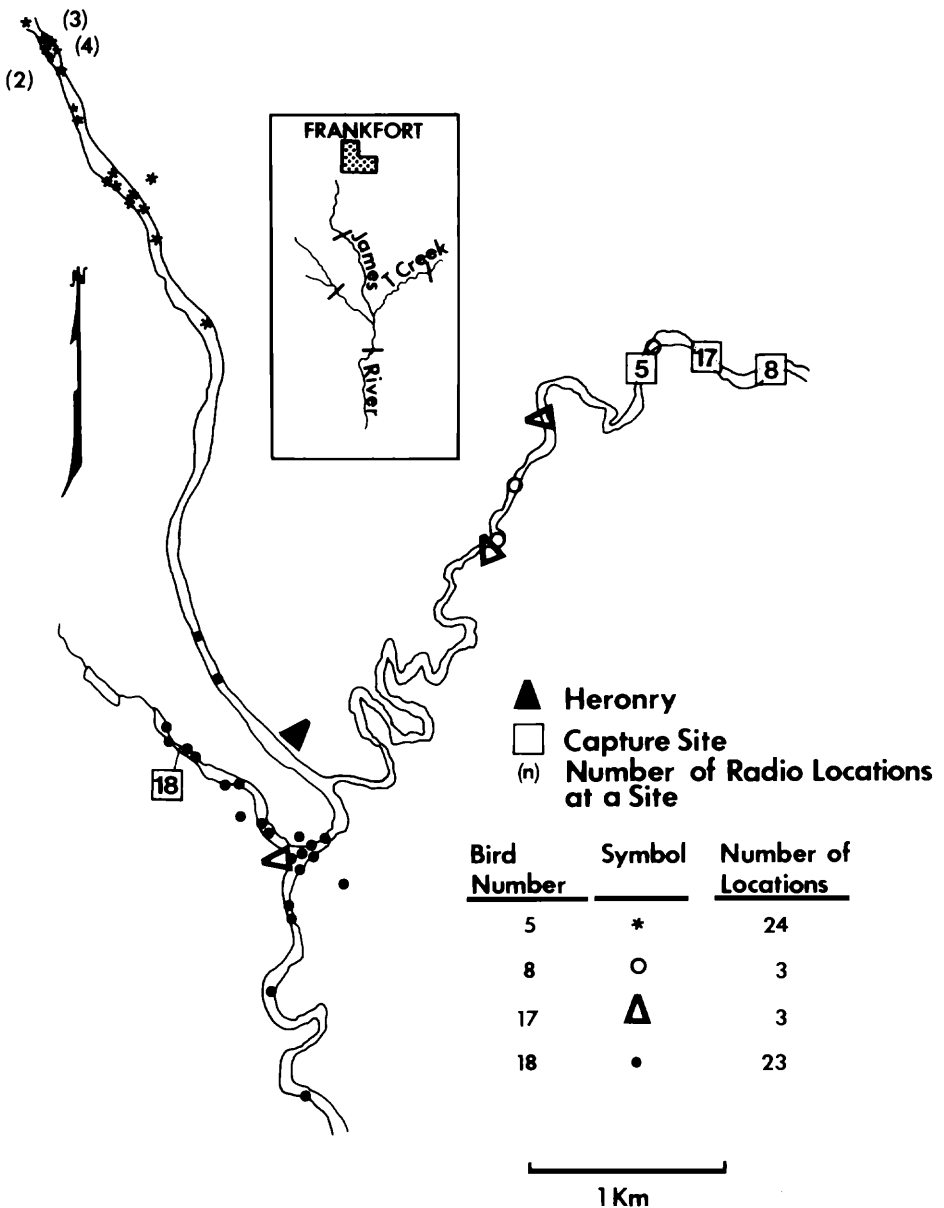 (3)
(4)
(2)
FRANKFORT
James
T Creek
River
N
5
17
8
18
Heronry
Capture Site
(n) Number of Radio Locations
at a Site
Bird Symbol Number of
Number Locations
5 * 24
8 3
17 3
18 23
1 Km